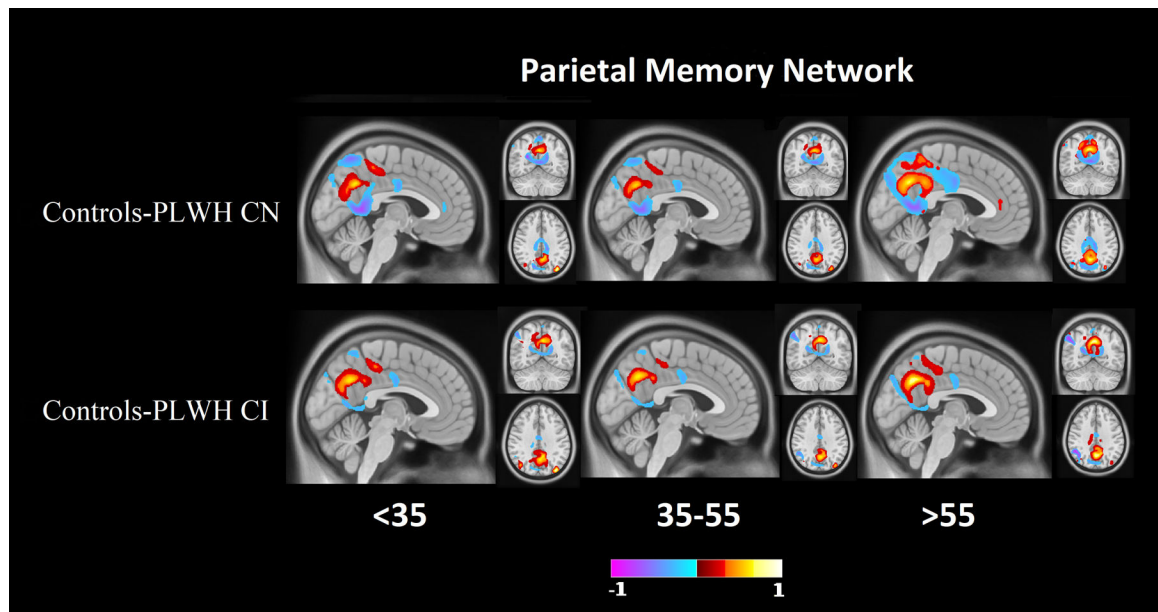 Parietal Memory Network
Controls-PLWH CN
Controls-PLWH CI
<35 35-55 >55
-1 1